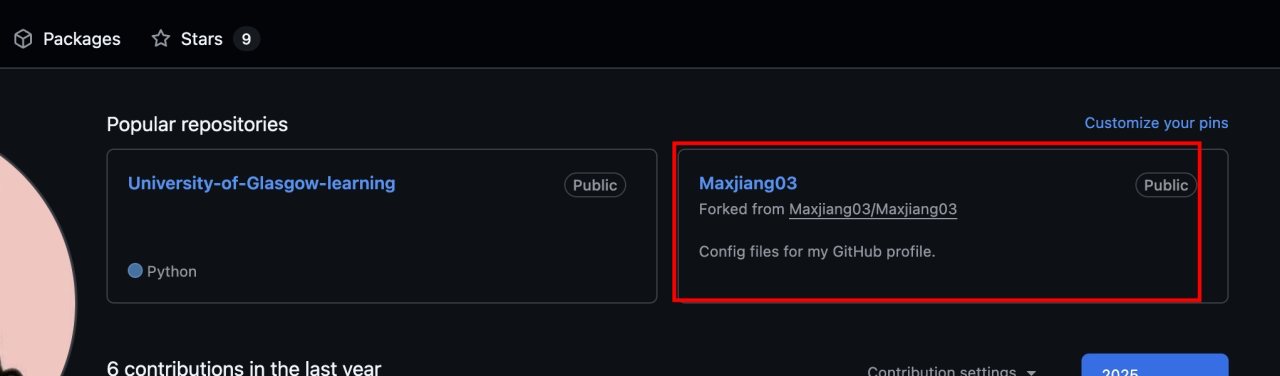 Packages Stars 9
Popular repositories Customize your pins
University-of-Glasgow-learning Public
Python
Maxjiang03 Public
Forked from Maxjiang03/Maxjiang03
Config files for my GitHub profile.
6 contributions in the last year Contribution settings 2025